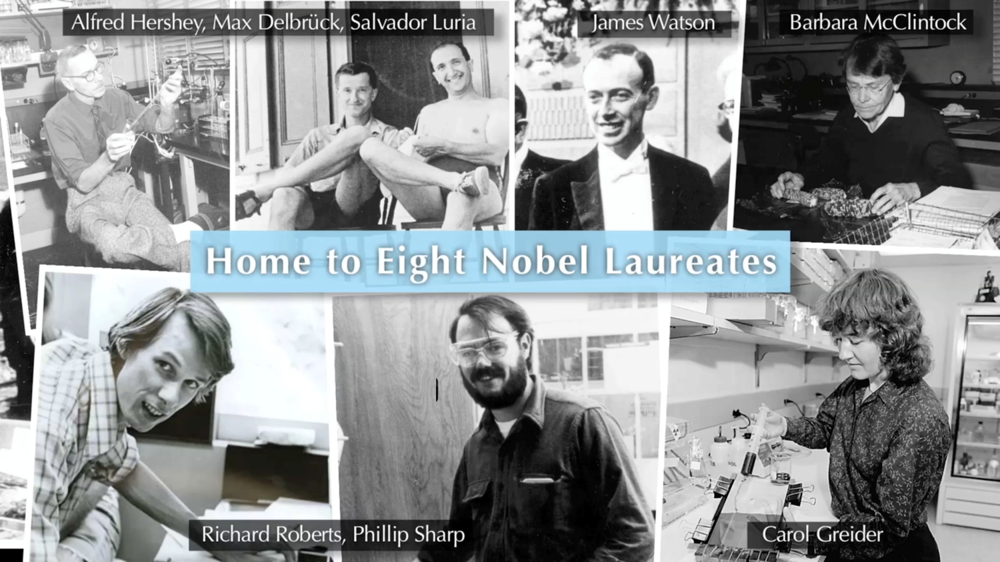 Alfred Hershey, Max Delbrück, Salvador Luria
James Watson
Barbara McClintock
Home to Eight Nobel Laureates
Richard Roberts, Phillip Sharp
Carol Greider